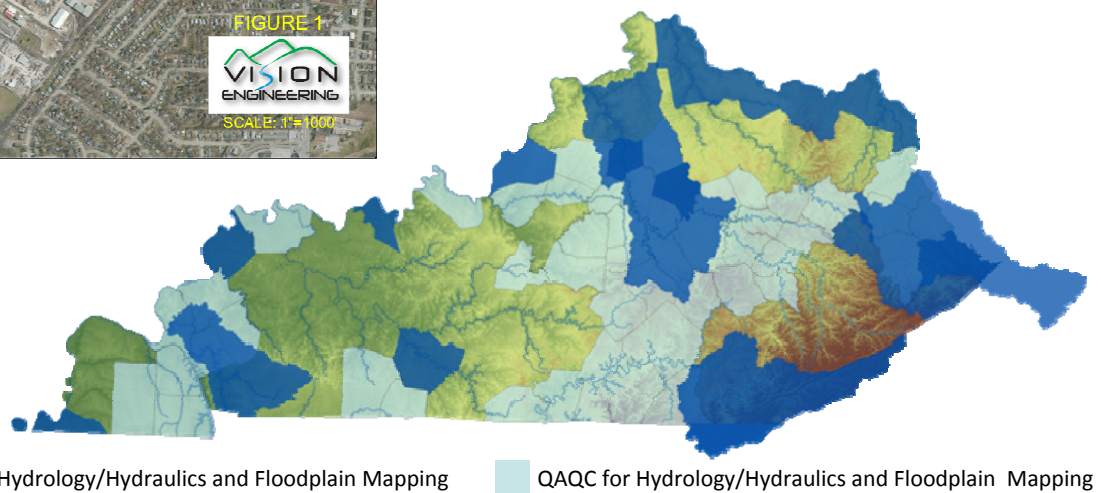 FIGURE 1
VISION
ENGINEERING
SCALE: 1"=1000'
Hydrology/Hydraulics and Floodplain Mapping
QAQC for Hydrology/Hydraulics and Floodplain Mapping